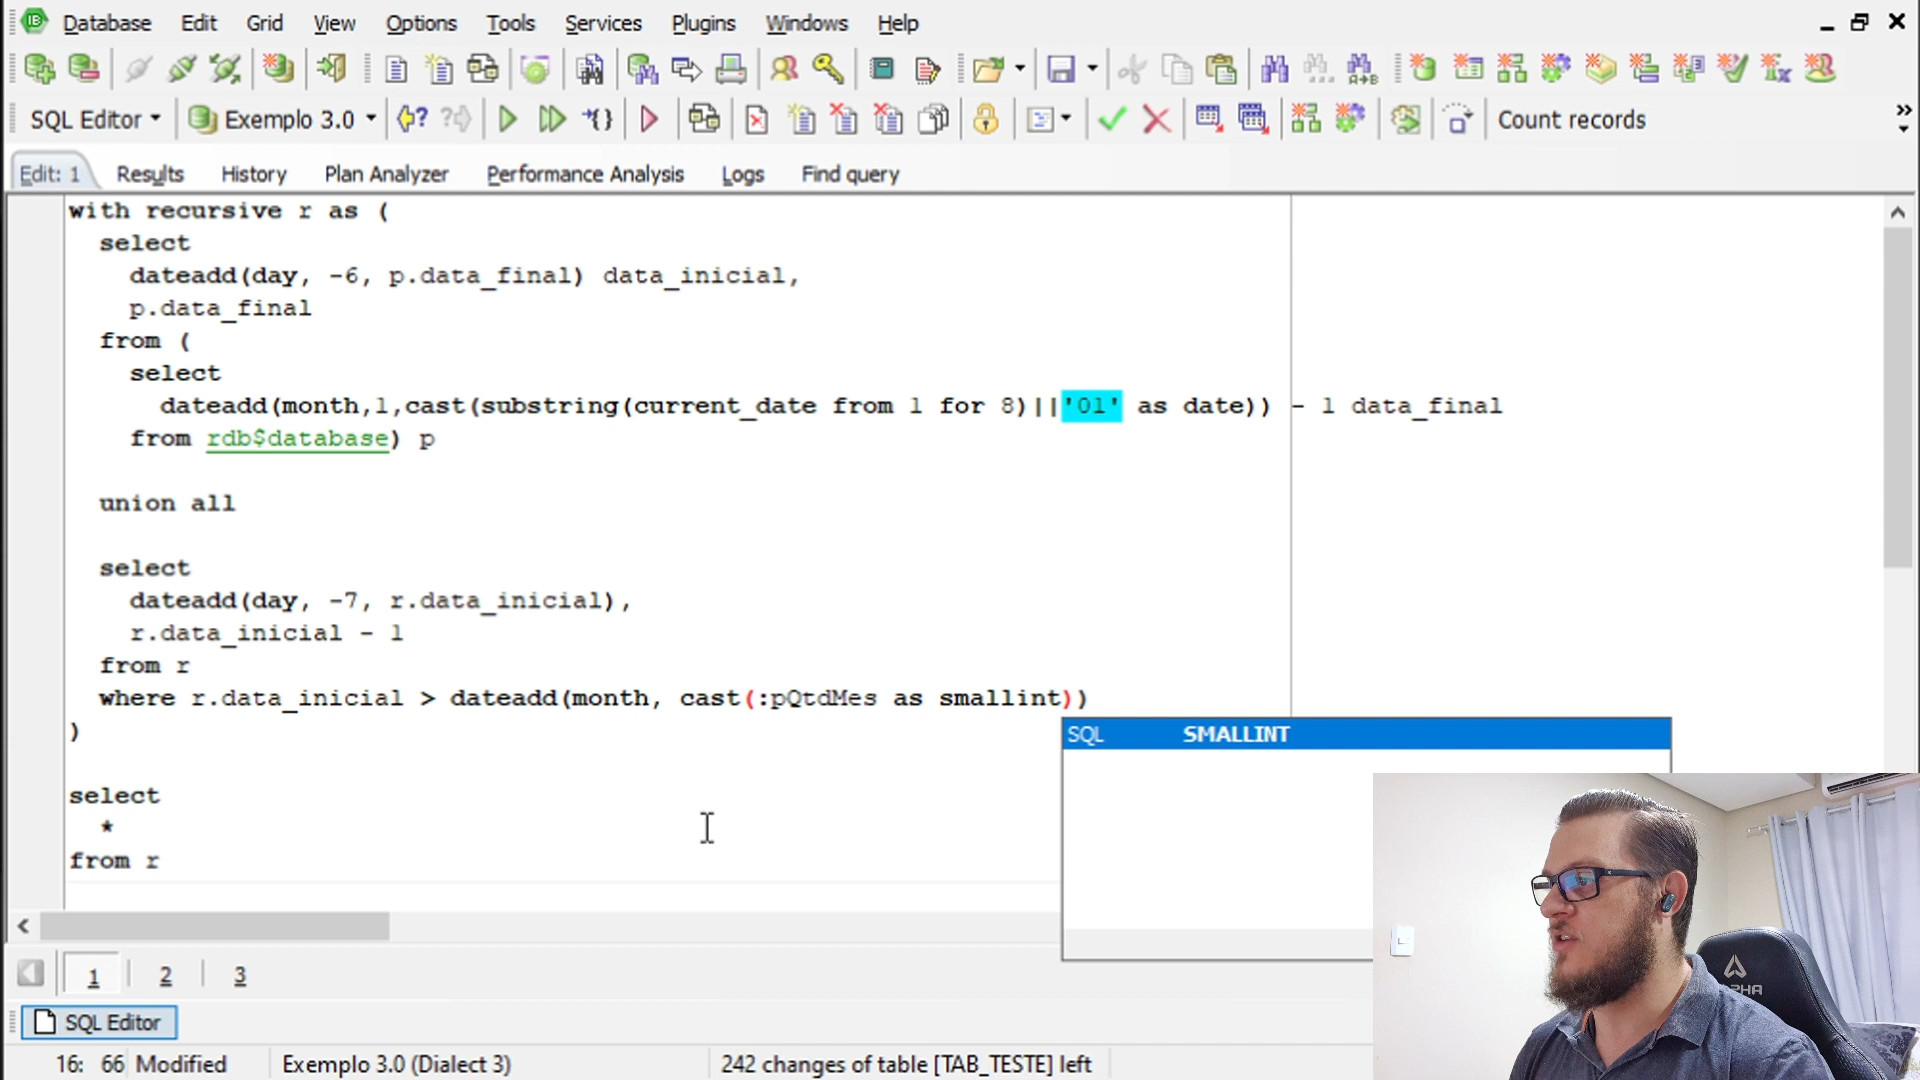 Database Edit Grid View Options Tools Services Plugins Windows Help
SQL Editor Exemplo 3.0 Count records
Edit: 1 Results History Plan Analyzer Performance Analysis Logs Find query
with recursive r as (
select
dateadd(day, -6, p.data_final) data_inicial,
p.data_final
from (
select
dateadd(month,1,cast(substring(current_date from 1 for 8)||'01' as date)) - 1 data_final
from rdb$database) p
union all
select
dateadd(day, -7, r.data_inicial),
r.data_inicial - 1
from r
where r.data_inicial > dateadd(month, cast(:pQtdMes as smallint))
)
SQL SMALLINT
select
*
from r
1 2 3
SQL Editor
16: 66 Modified Exemplo 3.0 (Dialect 3) 242 changes of table [TAB_TESTE] left